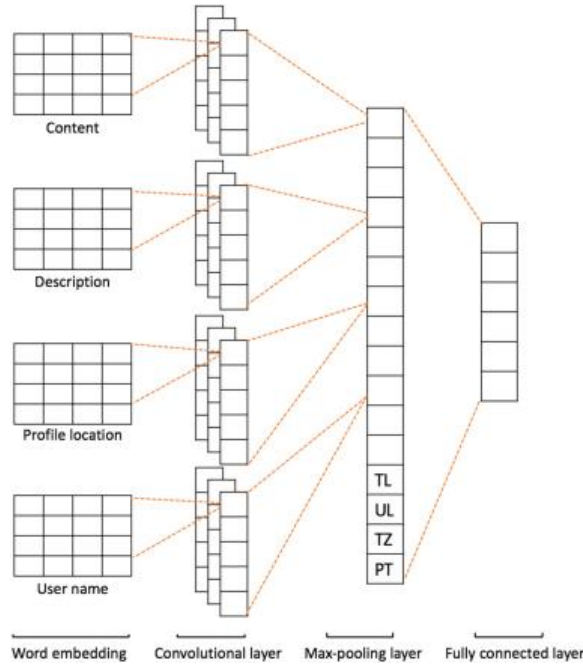 Content
Description
Profile location
User name
TL
UL
TZ
PT
Word embedding Convolutional layer Max-pooling layer Fully connected layer